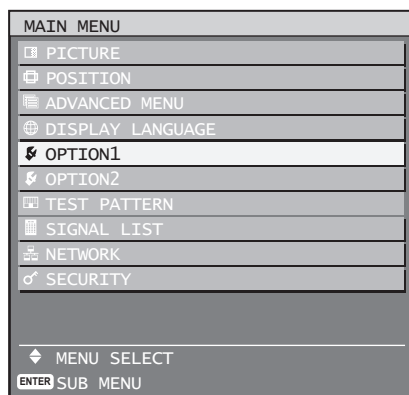 MAIN MENU
PICTURE
POSITION
ADVANCED MENU
DISPLAY LANGUAGE
OPTION1
OPTION2
TEST PATTERN
SIGNAL LIST
NETWORK
SECURITY
MENU SELECT
ENTER SUB MENU